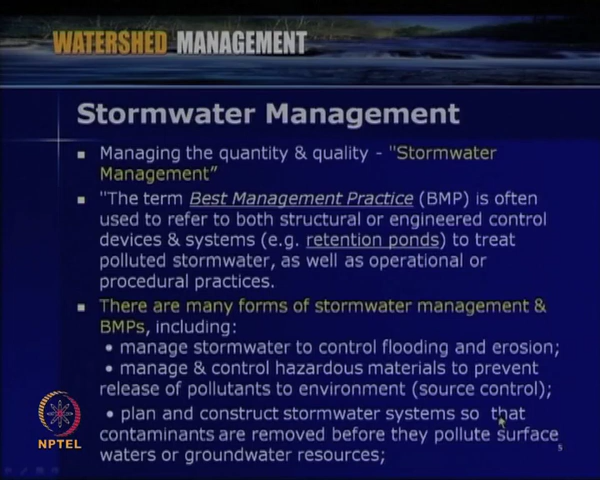 WATERSHED MANAGEMENT
Stormwater Management
▪ Managing the quantity & quality - "Stormwater
Management”
▪ "The term Best Management Practice (BMP) is often
used to refer to both structural or engineered control
devices & systems (e.g. retention ponds) to treat
polluted stormwater, as well as operational or
procedural practices.
▪ There are many forms of stormwater management &
BMPs, including:
• manage stormwater to control flooding and erosion;
• manage & control hazardous materials to prevent
release of pollutants to environment (source control);
• plan and construct stormwater systems so that
contaminants are removed before they pollute surface
waters or groundwater resources;
NPTEL